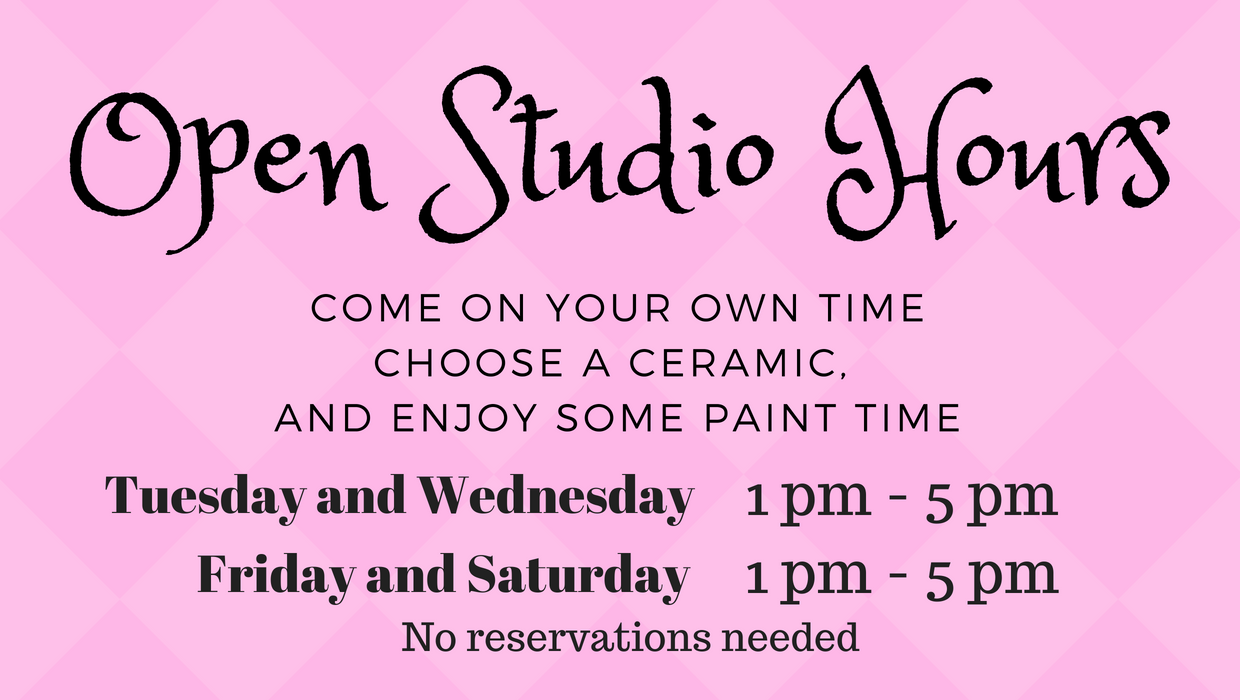 Open Studio Hours
COME ON YOUR OWN TIME
CHOOSE A CERAMIC,
AND ENJOY SOME PAINT TIME
Tuesday and Wednesday 1 pm - 5 pm
Friday and Saturday 1 pm - 5 pm
No reservations needed